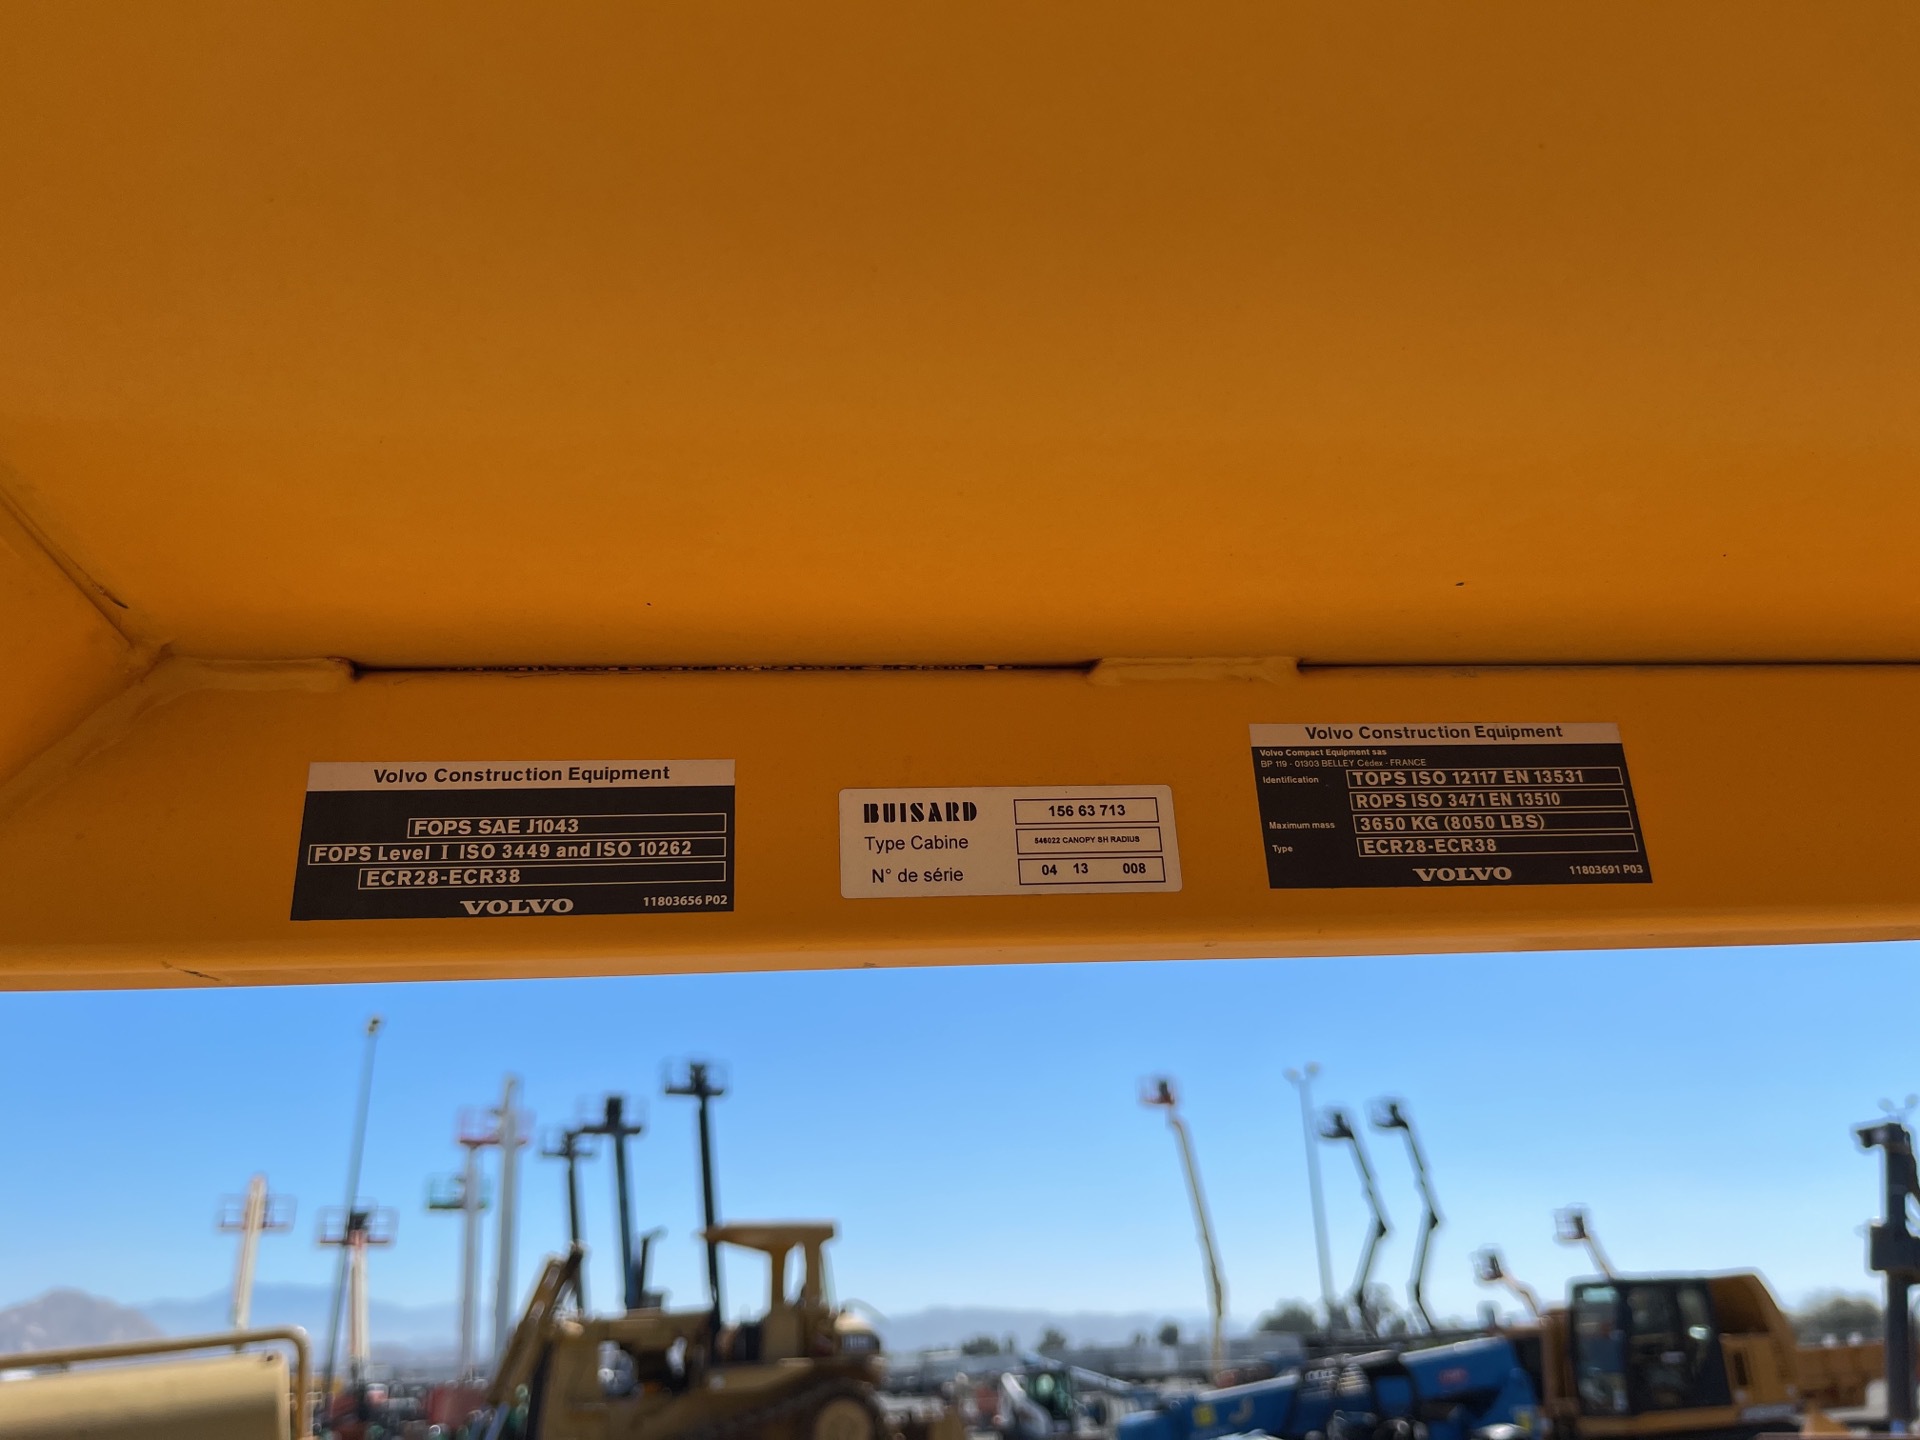 Volvo Construction Equipment
FOPS SAE J1043
FOPS Level I ISO 3449 and ISO 10262
ECR28-ECR38
VOLVO
11803656 P02
BUISARD
156 63 713
Type Cabine
546022 CANOPY SH RADIUS
N° de série
04 13 008
Volvo Construction Equipment
Volvo Compact Equipment sas
BP 119 - 01303 BELLEY Cédex - FRANCE
Identification TOPS ISO 12117 EN 13531
ROPS ISO 3471 EN 13510
Maximum mass 3650 KG (8050 LBS)
Type ECR28-ECR38
VOLVO
11803691 P03